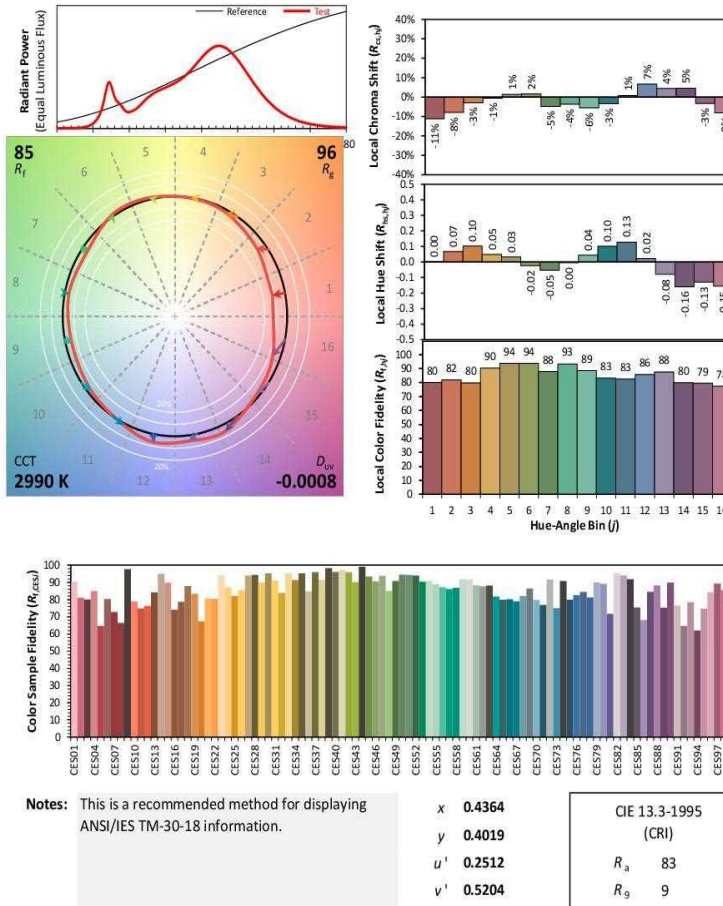 Reference Test
Radiant Power
(Equal Luminous Flux)
80
85
Rf
96
Rg
1
2
3
4
5
6
7
8
9
10
11
12
13
14
15
16
20%
20%
CCT
2990 K
Duv
-0.0008
Local Chroma Shift (Rcs,hj)
40%
30%
20%
10%
0%
-10%
-20%
-30%
-40%
-11% -8% -3% -1% 1% 2% -5% -4% -6% -3% 1% 7% 4% 5% -3%
Local Hue Shift (Rhs,hj)
0.5
0.4
0.3
0.2
0.1
0.0
-0.1
-0.2
-0.3
-0.4
-0.5
0.00 0.07 0.10 0.05 0.03 -0.02 -0.05 0.00 0.04 0.10 0.13 0.02 -0.08 -0.16 -0.13
Local Color Fidelity (Rf,hj)
100
90
80
70
60
50
40
30
20
10
0
80 82 80 90 94 94 88 93 89 83 83 86 88 80 79
1 2 3 4 5 6 7 8 9 10 11 12 13 14 15 16
Hue-Angle Bin (j)
Color Sample Fidelity (Rf,CESi)
100
90
80
70
60
50
40
30
20
10
0
CES01 CES04 CES07 CES10 CES13 CES16 CES19 CES22 CES25 CES28 CES31 CES34 CES37 CES40 CES43 CES46 CES49 CES52 CES55 CES58 CES61 CES64 CES67 CES70 CES73 CES76 CES79 CES82 CES85 CES88 CES91 CES94 CES97
Notes: This is a recommended method for displaying
ANSI/IES TM-30-18 information.
x 0.4364
y 0.4019
u' 0.2512
v' 0.5204
CIE 13.3-1995
(CRI)
Ra 83
R9 9